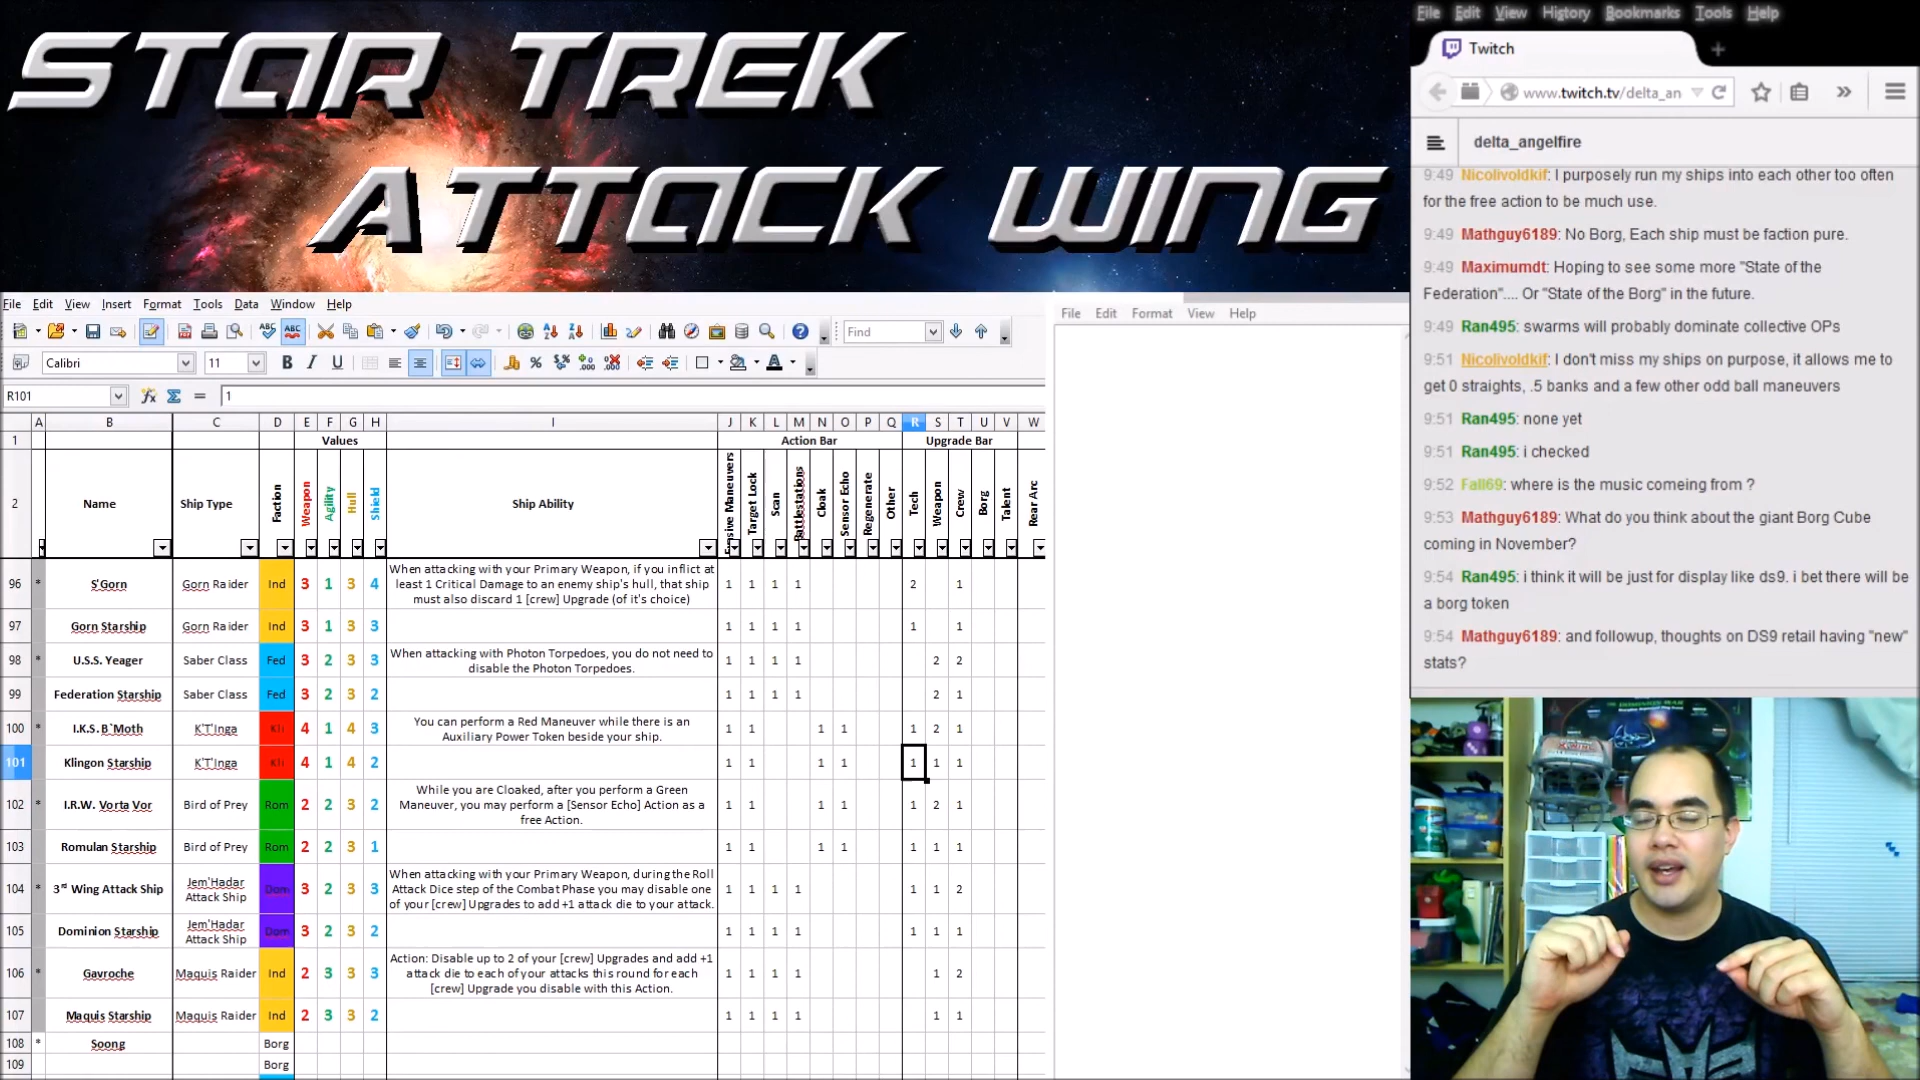 STAR TREK
ATTACK WING
File Edit View History Bookmarks Tools Help
Twitch
www.twitch.tv/delta_an
delta_angelfire
9:49 Nicolivoldkif: I purposely run my ships into each other too often
for the free action to be much use.
9:49 Mathguy6189: No Borg, Each ship must be faction pure.
9:49 Maximumdt: Hoping to see some more "State of the
Federation".... Or "State of the Borg" in the future.
9:49 Ran495: swarms will probably dominate collective OPs
9:51 Nicolivoldkif: I don't miss my ships on purpose, it allows me to
get 0 straights, .5 banks and a few other odd ball maneuvers
9:51 Ran495: none yet
9:51 Ran495: i checked
9:52 Fall69: where is the music comeing from ?
9:53 Mathguy6189: What do you think about the giant Borg Cube
coming in November?
9:54 Ran495: i think it will be just for display like ds9. i bet there will be
a borg token
9:54 Mathguy6189: and followup, thoughts on DS9 retail having "new"
stats?
File Edit View Insert Format Tools Data Window Help
Find
Calibri 11
R101 1
File Edit Format View Help
A B C D E F G H I J K L M N O P Q R S T U V W
1 Values Action Bar Upgrade Bar
2 Name Ship Type Faction Weapon Agility Hull Shield Ship Ability Evasive Maneuvers Target Lock Scan Battlestations Cloak Sensor Echo Regenerate Other Tech Weapon Crew Borg Talent Rear Arc
When attacking with your Primary Weapon, if you inflict at
96 * S'Gorn Gorn Raider Ind 3 1 3 4 least 1 Critical Damage to an enemy ship's hull, that ship 1 1 1 1 2 1
must also discard 1 [crew] Upgrade (of it's choice)
97 Gorn Starship Gorn Raider Ind 3 1 3 3 1 1 1 1 1 1
98 * U.S.S. Yeager Saber Class Fed 3 2 3 3 When attacking with Photon Torpedoes, you do not need to 1 1 1 1 2 2
disable the Photon Torpedoes.
99 Federation Starship Saber Class Fed 3 2 3 2 1 1 1 1 2 1
100 * I.K.S. B`Moth K'T'Inga Kli 4 1 4 3 You can perform a Red Maneuver while there is an 1 1 1 1 1 2 1
Auxiliary Power Token beside your ship.
101 Klingon Starship K'T'Inga Kli 4 1 4 2 1 1 1 1 1 1 1
While you are Cloaked, after you perform a Green
102 * I.R.W. Vorta Vor Bird of Prey Rom 2 2 3 2 Maneuver, you may perform a [Sensor Echo] Action as a 1 1 1 1 1 2 1
free Action.
103 Romulan Starship Bird of Prey Rom 2 2 3 1 1 1 1 1 1 1 1
When attacking with your Primary Weapon, during the Roll
104 * 3rd Wing Attack Ship Jem'Hadar Attack Ship Dom 3 2 3 3 Attack Dice step of the Combat Phase you may disable one 1 1 1 1 1 1 2
of your [crew] Upgrades to add +1 attack die to your attack.
105 Dominion Starship Jem'Hadar Attack Ship Dom 3 2 3 2 1 1 1 1 1 1 1
Action: Disable up to 2 of your [crew] Upgrades and add +1
106 * Gavroche Maquis Raider Ind 2 3 3 3 attack die to each of your attacks this round for each 1 1 1 1 1 2
[crew] Upgrade you disable with this Action.
107 Maquis Starship Maquis Raider Ind 2 3 3 2 1 1 1 1 1 1
108 * Soong Borg
109 Borg